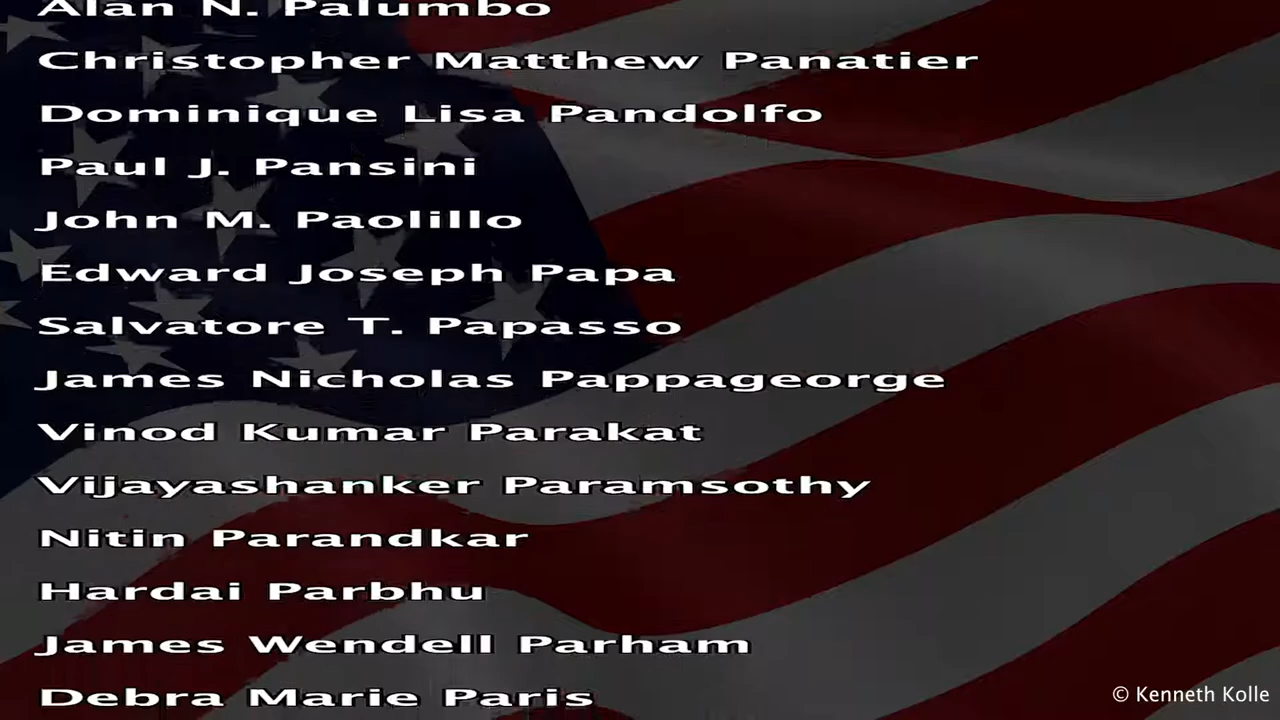 Alan N. Palumbo
Christopher Matthew Panatier
Dominique Lisa Pandolfo
Paul J. Pansini
John M. Paolillo
Edward Joseph Papa
Salvatore T. Papasso
James Nicholas Pappageorge
Vinod Kumar Parakat
Vijayashanker Paramsothy
Nitin Parandkar
Hardai Parbhu
James Wendell Parham
Debra Marie Paris
© Kenneth Kolle